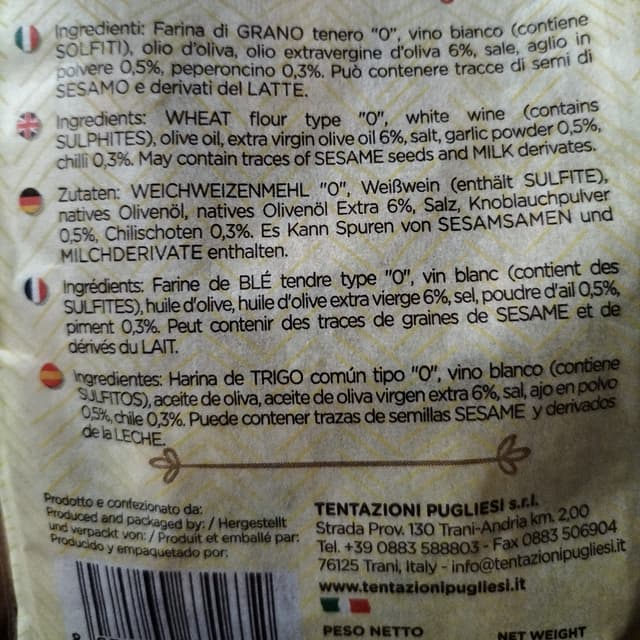 Ingredienti: Farina di GRANO tenero "0", vino bianco (contiene
SOLFITI), olio d'oliva, olio extravergine d'oliva 6%, sale, aglio in
polvere 0,5%, peperoncino 0,3%. Può contenere tracce di semi di
SESAMO e derivati del LATTE.
Ingredients: WHEAT flour type "0", white wine (contains
SULPHITES), olive oil, extra virgin olive oil 6%, salt, garlic powder 0,5%,
chilli 0,3%. May contain traces of SESAME seeds and MILK derivates.
Zutaten: WEICHWEIZENMEHL "0", Weißwein (enthält SULFITE),
natives Olivenöl, natives Olivenöl Extra 6%, Salz, Knoblauchpulver
0,5%, Chilischoten 0,3%. Es Kann Spuren von SESAMSAMEN und
MILCHDERIVATE enthalten.
Ingrédients: Farine de BLÉ tendre type "0", vin blanc (contient des
SULFITES), huile d'olive, huile d'olive extra vierge 6%, sel, poudre d'ail 0,5%,
piment 0,3%. Peut contenir des traces de graines de SESAME et de
dérivés du LAIT.
Ingredientes: Harina de TRIGO común tipo "0", vino blanco (contiene
SULFITOS), aceite de oliva, aceite de oliva virgen extra 6%, sal, ajo en polvo
0,5%, chile 0,3%. Puede contener trazas de semillas SESAME y derivados
de la LECHE.
Prodotto e confezionato da:
Produced and packaged by: / Hergestellt
und verpackt von: / Produit et emballé par:
Producido y empaquetado por:
TENTAZIONI PUGLIESI s.r.l.
Strada Prov. 130 Trani-Andria km. 2,00
Tel. +39 0883 588803 - Fax 0883 506904
76125 Trani, Italy - info@tentazionipugliesi.it
www.tentazionipugliesi.it
PESO NETTO
NET WEIGHT